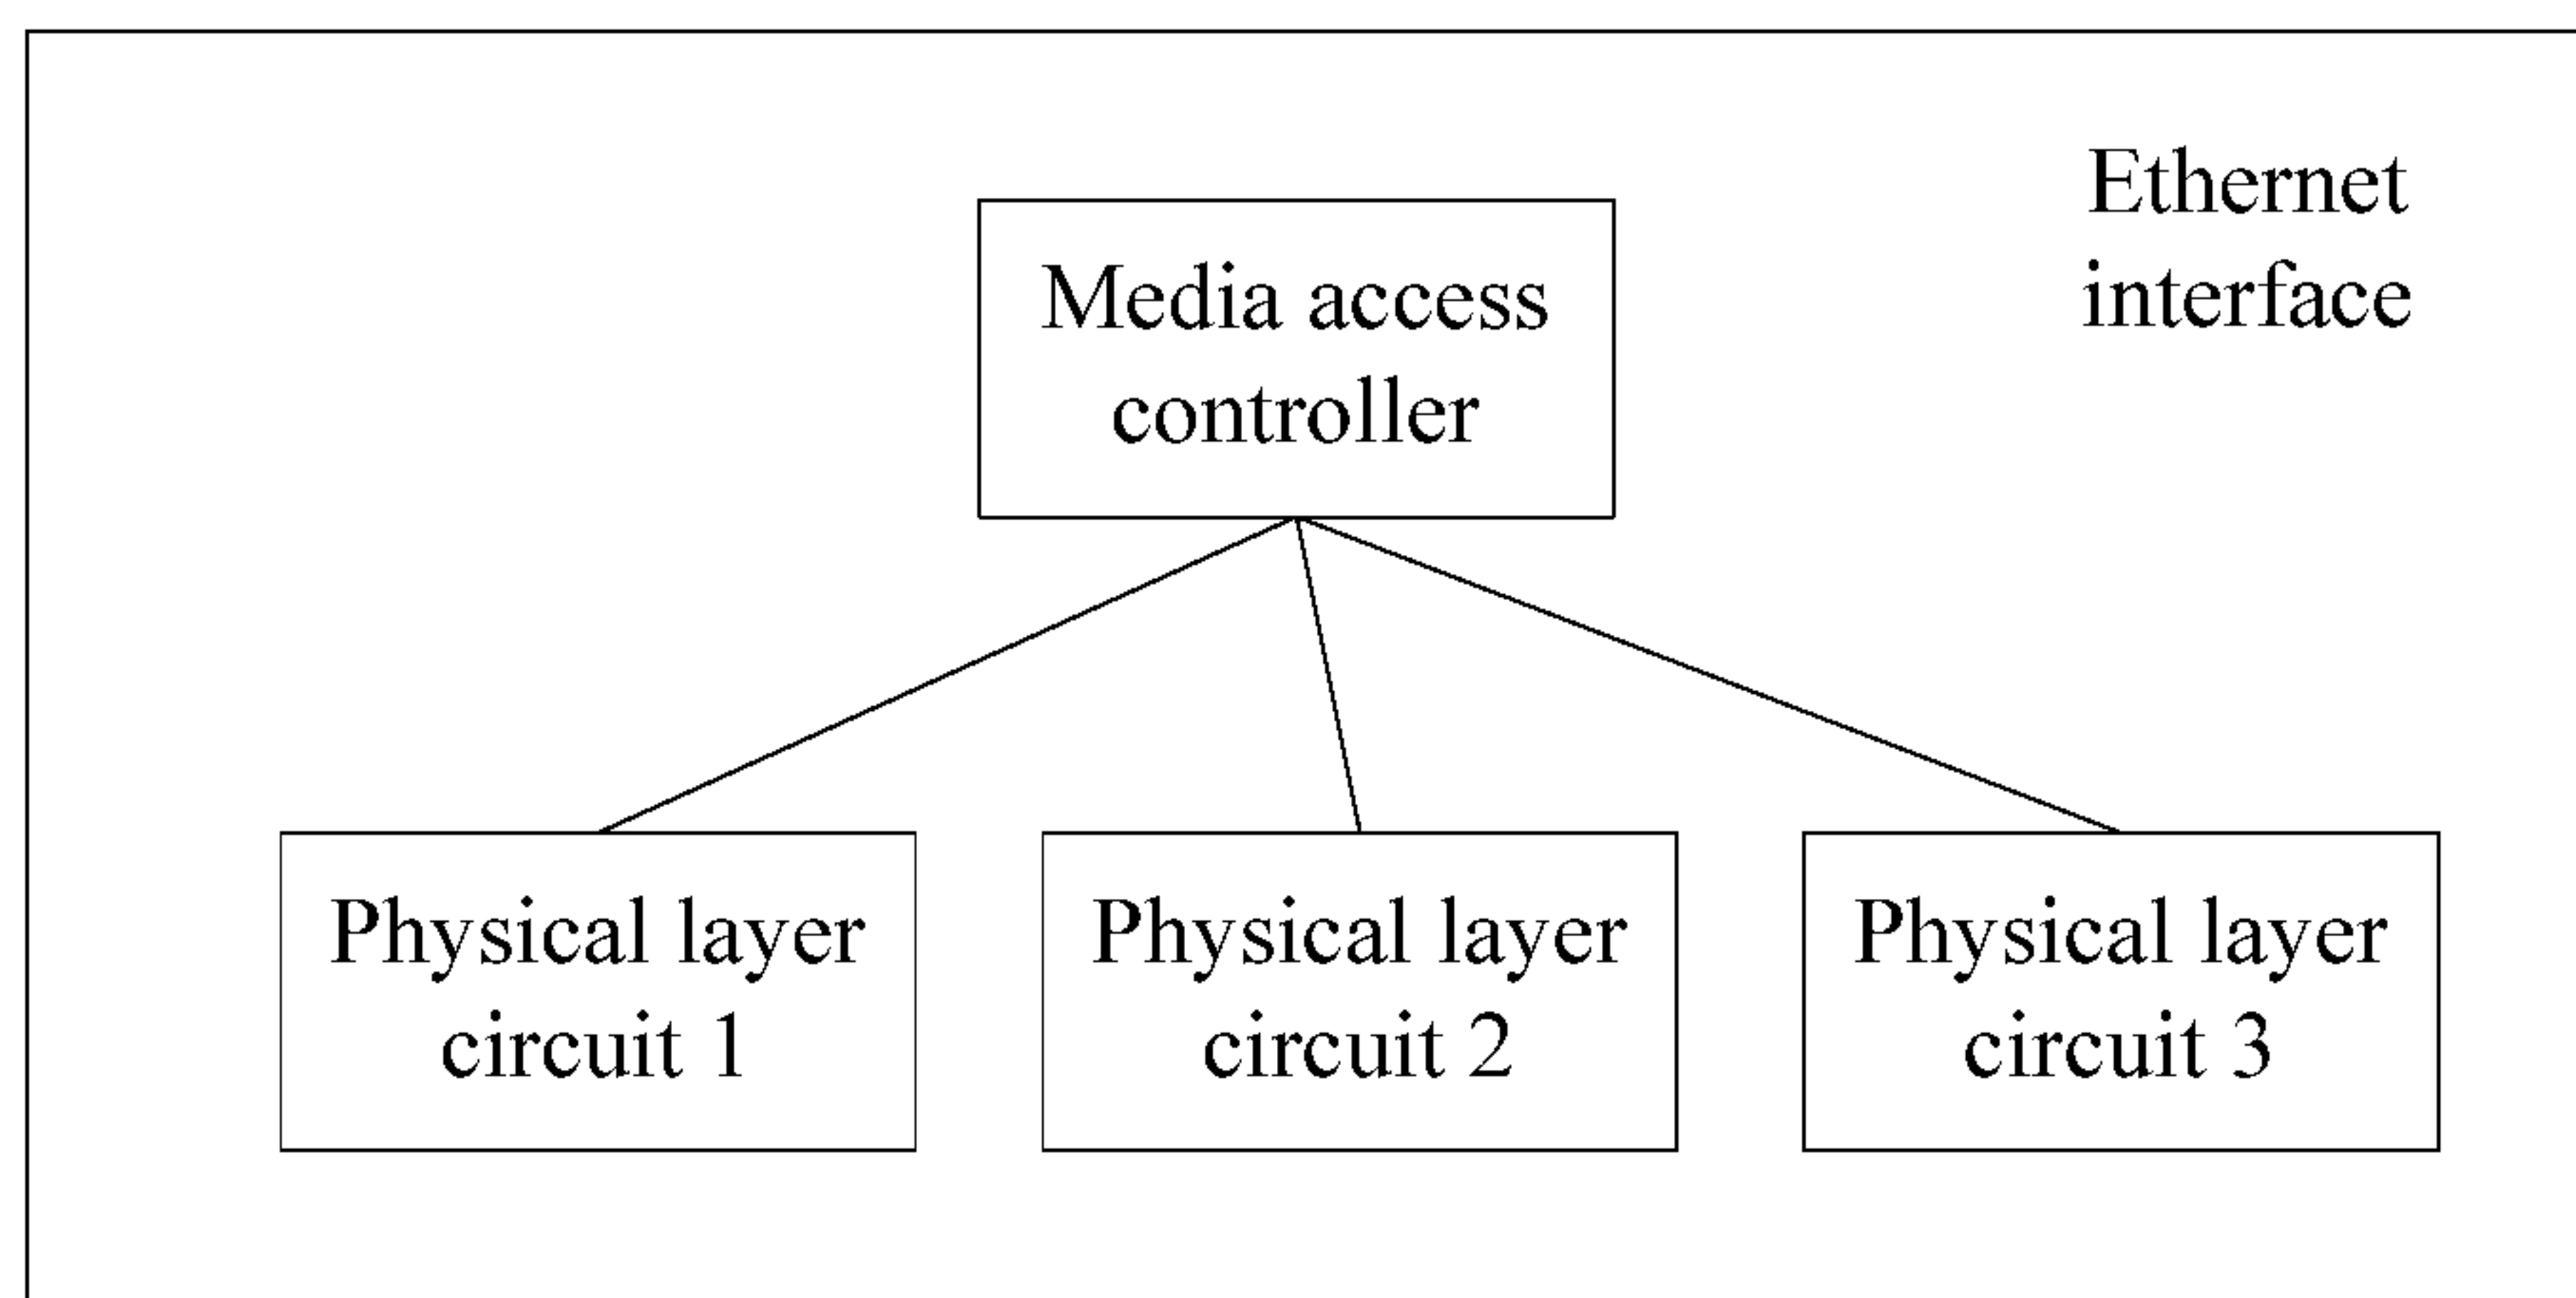 Ethernet
interface
Media access
controller
Physical layer
circuit 1
Physical layer
circuit 2
Physical layer
circuit 3